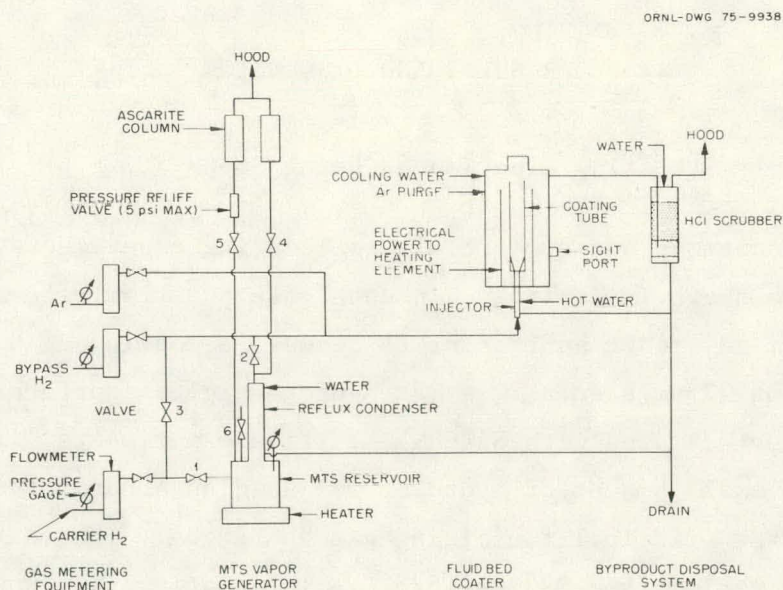 ORNL-DWG 75-9938
HOOD
ASCARITE
COLUMN
PRESSURE RELIEF
VALVE (5 psi MAX)
5
4
Ar
BYPASS
H2
2
VALVE
3
6
1
FLOWMETER
PRESSURE
GAGE
CARRIER H2
WATER
REFLUX CONDENSER
MTS RESERVOIR
HEATER
COOLING WATER
Ar PURGE
ELECTRICAL
POWER TO
HEATING
ELEMENT
INJECTOR
COATING
TUBE
SIGHT
PORT
HOT WATER
WATER
HOOD
HCl SCRUBBER
DRAIN
GAS METERING
EQUIPMENT
MTS VAPOR
GENERATOR
FLUID BED
COATER
BYPRODUCT DISPOSAL
SYSTEM